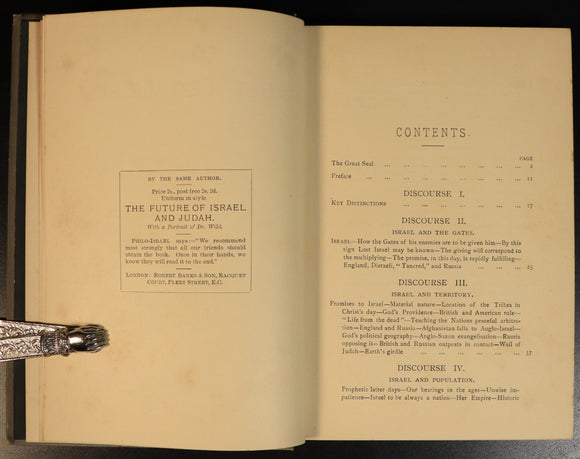 BY THE SAME AUTHOR.
Price 2s., post free 2s. 3d.
Uniform in style
THE FUTURE OF ISRAEL
AND JUDAH.
With a Portrait of Dr. Wild.
PHILO-ISRAEL says:—"We recommend
most strongly that all our friends should
obtain the book. Once in their hands, we
know they will read it to the end."
LONDON: ROBERT BANKS & SON, RACQUET
COURT, FLEET STREET, E.C.
CONTENTS.
PAGE
The Great Seal ... ... ... ... ... ... ... ... 2
Preface ... ... ... ... ... ... ... ... ... 11
DISCOURSE I.
KEY DISTINCTIONS ... ... ... ... ... ... ... 17
DISCOURSE II.
ISRAEL AND THE GATES.
ISRAEL—How the Gates of his enemies are to be given him—By this
sign Lost Israel may be known—The giving will correspond to
the multiplying—The promise, in this day, is rapidly fulfilling—
England, Disraeli, "Tancred," and Russia ... ... ... 25
DISCOURSE III.
ISRAEL AND TERRITORY.
Promises to Israel—Material nature—Location of the Tribes in
Christ's day—God's Providence—British and American rule—
"Life from the dead"—Teaching the Nations peaceful arbitra-
tion—England and Russia—Afghanistan falls to Anglo-Israel—
God's political geography—Anglo-Saxon evangelisation—Russia
opposing it—British and Russian outposts in contact—Wall of
Judah—Earth's girdle ... ... ... ... ... ... ... 37
DISCOURSE IV.
ISRAEL AND POPULATION.
Prophetic latter days—Our bearings in the ages—Unwise im-
patience—Israel to be always a nation—Her Empire—Historic